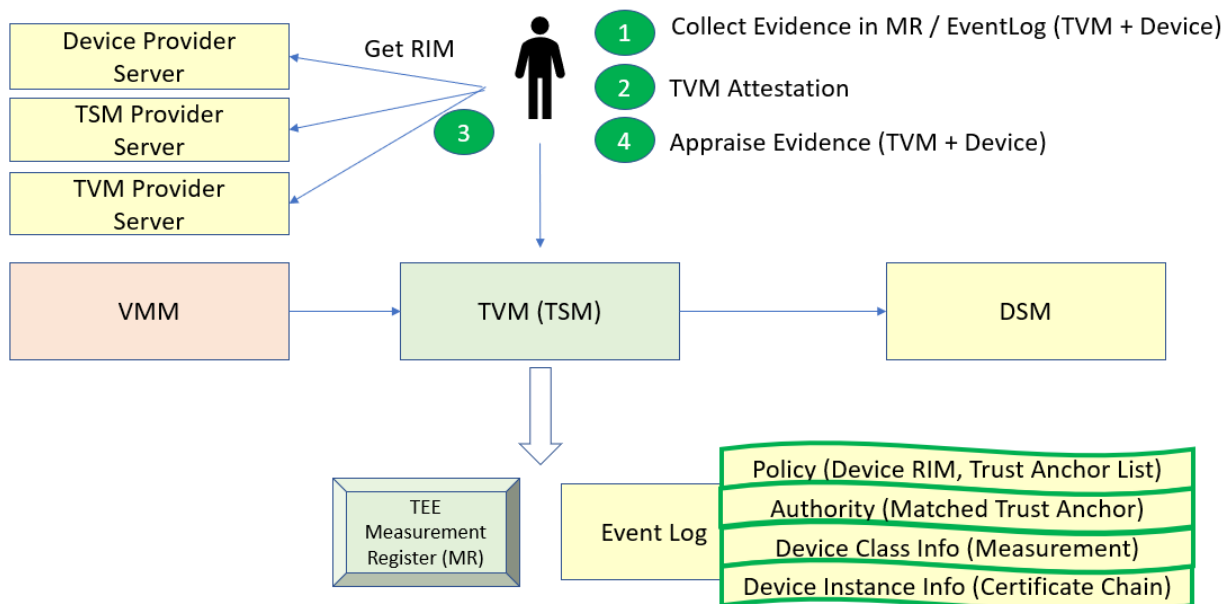 Device Provider
Server
Get RIM
1
Collect Evidence in MR / EventLog (TVM + Device)
2
TVM Attestation
TSM Provider
Server
3
4
Appraise Evidence (TVM + Device)
TVM Provider
Server
VMM
TVM (TSM)
DSM
TEE
Measurement
Register (MR)
Event Log
Policy (Device RIM, Trust Anchor List)
Authority (Matched Trust Anchor)
Device Class Info (Measurement)
Device Instance Info (Certificate Chain)